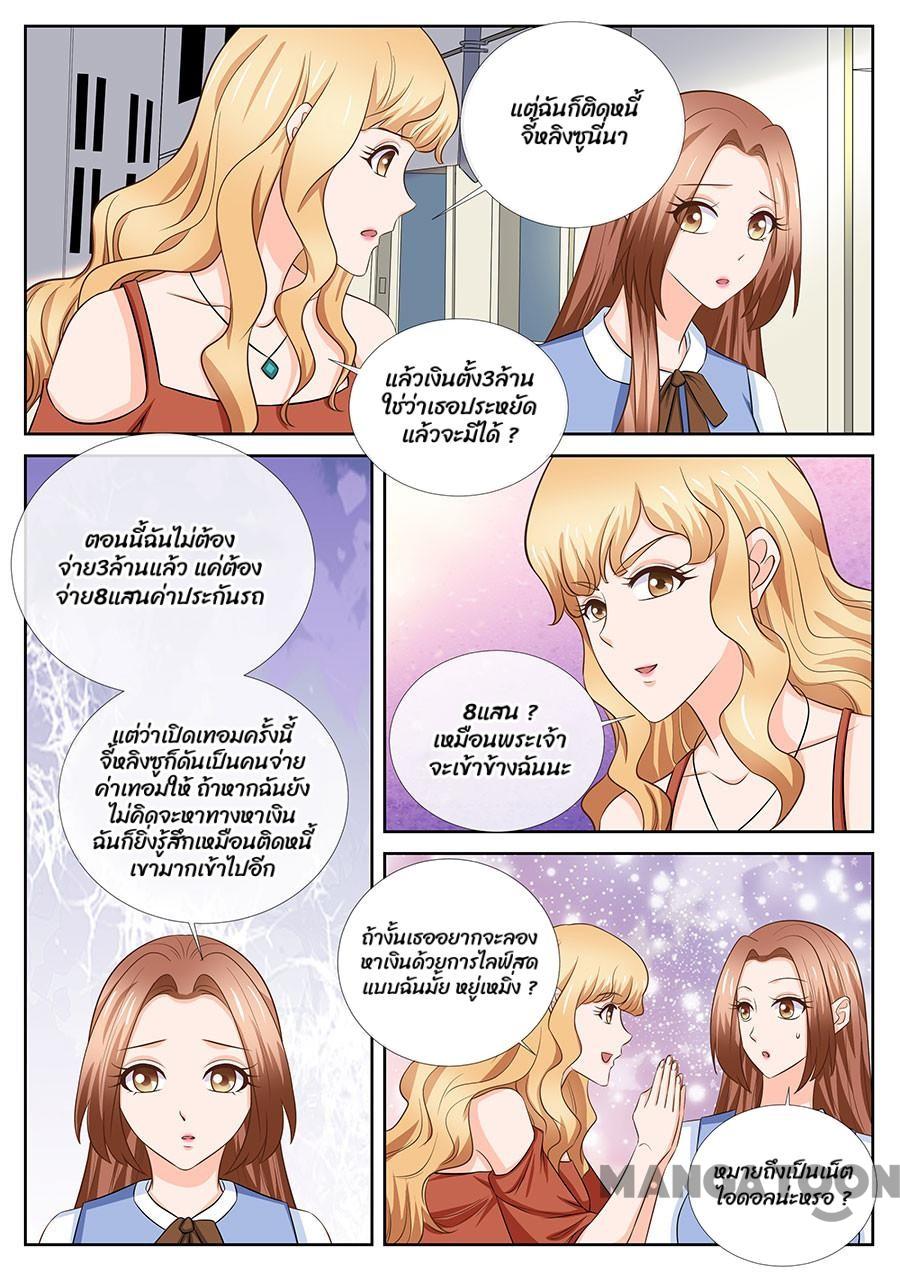 แต่ฉันก็ติดหนี้
จี้หลิงซูนี่นา
แล้วเงินตั้ง3ล้าน
ใช่ว่าเธอประหยัด
แล้วจะมีได้ ?
ตอนนี้ฉันไม่ต้อง
จ่าย3ล้านแล้ว แค่ต้อง
จ่าย8แสนค่าประกันรถ
แต่ว่าเปิดเทอมครั้งนี้
จี้หลิงซูก็ดันเป็นคนจ่าย
ค่าเทอมให้ ถ้าหากฉันยัง
ไม่คิดจะหาทางหาเงิน
ฉันก็ยิ่งรู้สึกเหมือนติดหนี้
เขามากเข้าไปอีก
8แสน ?
เหมือนพระเจ้า
จะเข้าข้างฉันนะ
ถ้างั้นเธออยากจะลอง
หาเงินด้วยการไลฟ์สด
แบบฉันมั้ย หยู่เหมิ่ง ?
หมายถึงเป็นเน็ต
ไอดอลน่ะหรอ ?
MANGATOON